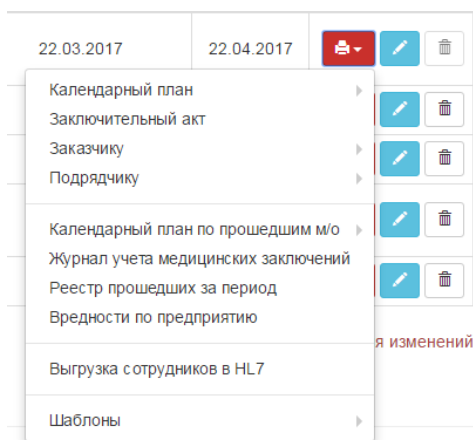 22.03.2017 22.04.2017
Календарный план
Заключительный акт
Заказчику
Подрядчику
Календарный план по прошедшим м/о
Журнал учета медицинских заключений
Реестр прошедших за период
Вредности по предприятию
я изменений
Выгрузка сотрудников в HL7
Шаблоны